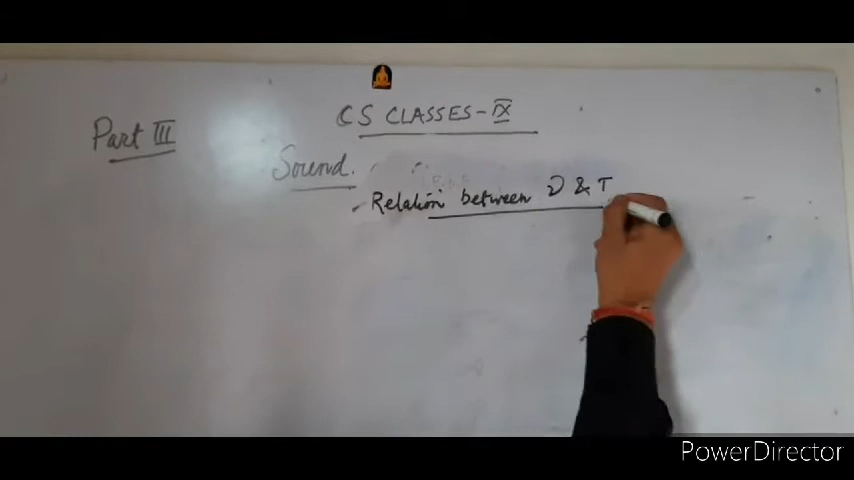 CS CLASSES-IX
Part III
Sound.
Relation between ν & T
PowerDirector